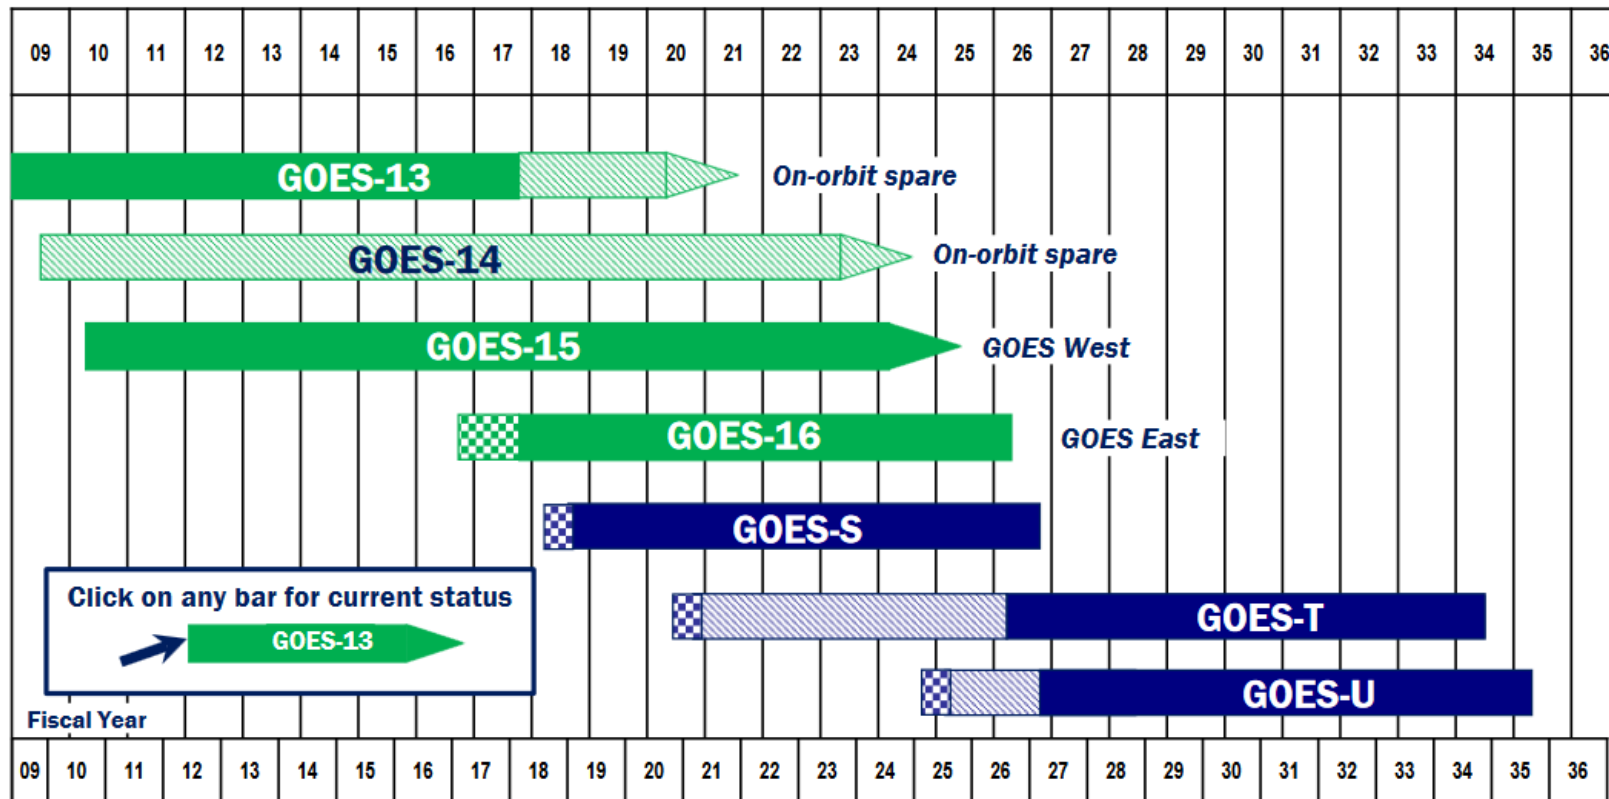 09 10 11 12 13 14 15 16 17 18 19 20 21 22 23 24 25 26 27 28 29 30 31 32 33 34 35 36
GOES-13 On-orbit spare
GOES-14 On-orbit spare
GOES-15 GOES West
GOES-16 GOES East
GOES-S
Click on any bar for current status
GOES-13
GOES-T
GOES-U
Fiscal Year
09 10 11 12 13 14 15 16 17 18 19 20 21 22 23 24 25 26 27 28 29 30 31 32 33 34 35 36